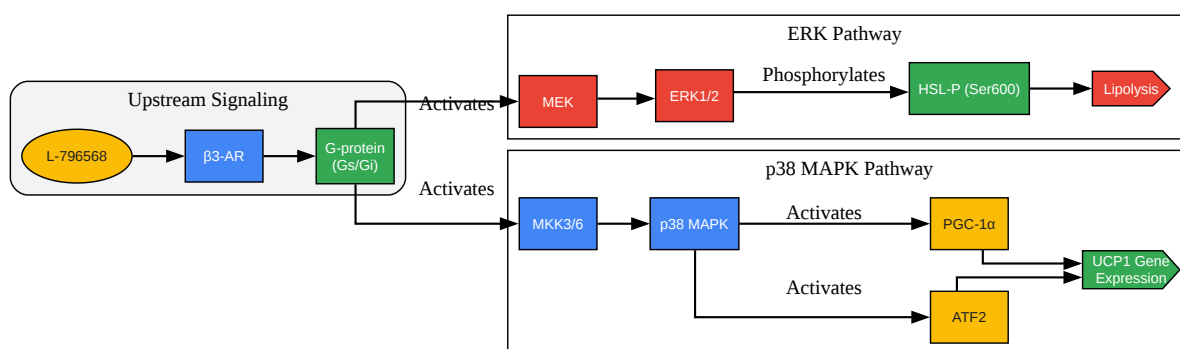 ERK Pathway
Upstream Signaling
Activates
MEK
ERK1/2
Phosphorylates
HSL-P (Ser600)
Lipolysis
L-796568
β3-AR
G-protein
(Gs/Gi)
p38 MAPK Pathway
Activates
MKK3/6
p38 MAPK
Activates
PGC-1α
Activates
ATF2
UCP1 Gene
Expression